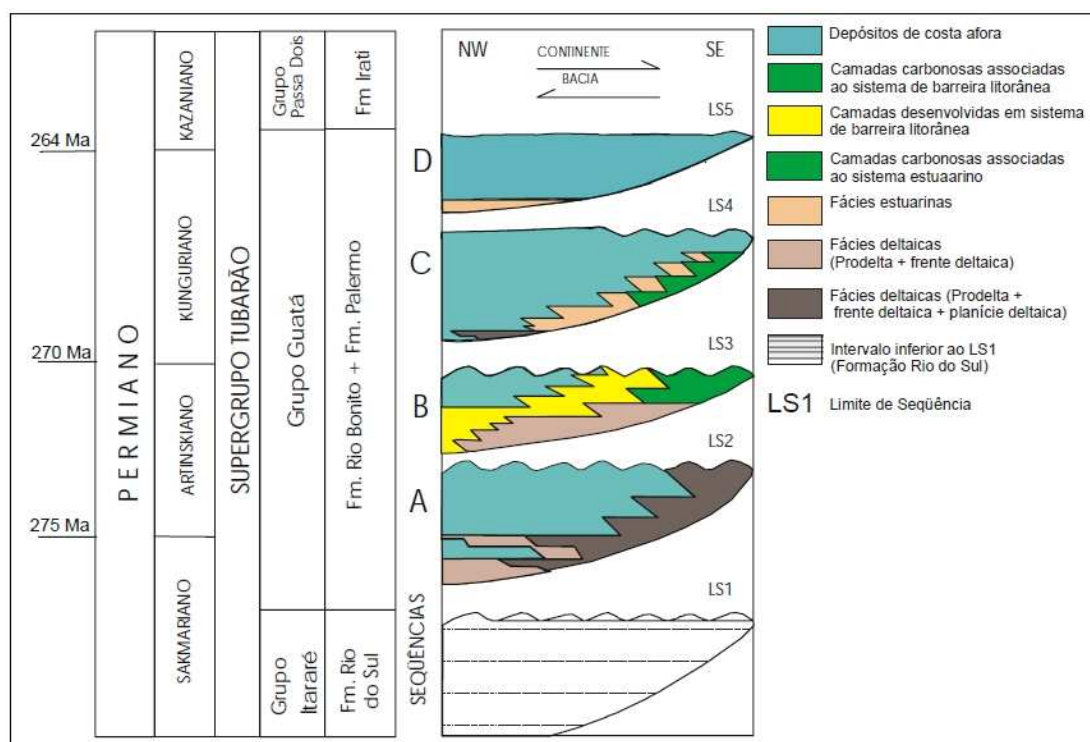 264 Ma
270 Ma
275 Ma
PERMIANO
KAZANIANO
KUNGURIANO
ARTINSKIANO
SAKMARIANO
SUPERGRUPO TUBARÃO
Grupo
Passa Dois
Grupo Guatá
Grupo
Itararé
Fm Irati
Fm. Rio Bonito + Fm. Palermo
Fm. Rio
do Sul
SEQÜÊNCIAS
NW
CONTINENTE
BACIA
SE
LS5
D
LS4
C
LS3
B
LS2
A
LS1
Depósitos de costa afora
Camadas carbonosas associadas
ao sistema de barreira litorânea
Camadas desenvolvidas em sistema
de barreira litorânea
Camadas carbonosas associadas
ao sistema estuaarino
Fácies estuarinas
Fácies deltaicas
(Prodelta + frente deltaica)
Fácies deltaicas (Prodelta +
frente deltaica + planície deltaica)
Intervalo inferior ao LS1
(Formação Rio do Sul)
LS1 Limite de Seqüência